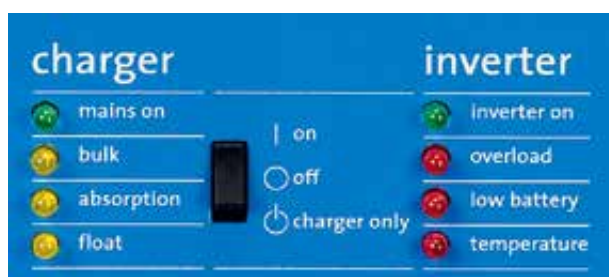 charger
mains on
bulk
absorption
float
on
off
charger only
inverter
inverter on
overload
low battery
temperature